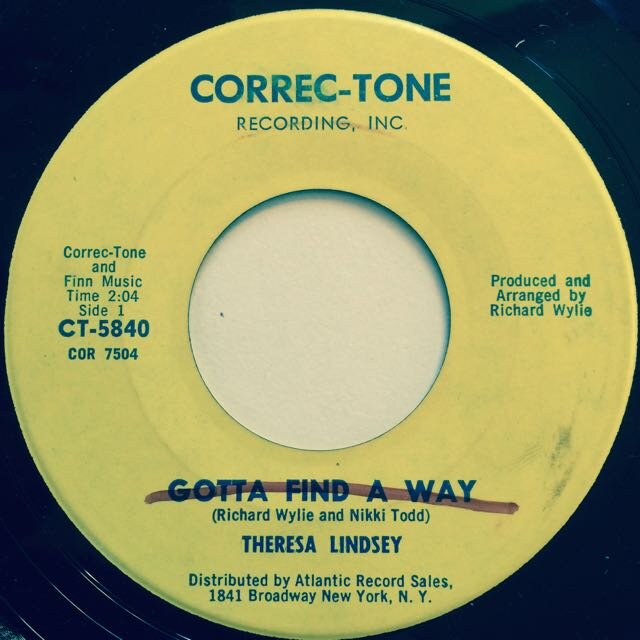 CORREC-TONE
RECORDING, INC.
Correc-Tone
and
Finn Music
Time 2:04
Side 1
CT-5840
COR 7504
Produced and
Arranged by
Richard Wylie
GOTTA FIND A WAY
(Richard Wylie and Nikki Todd)
THERESA LINDSEY
Distributed by Atlantic Record Sales,
1841 Broadway New York, N. Y.